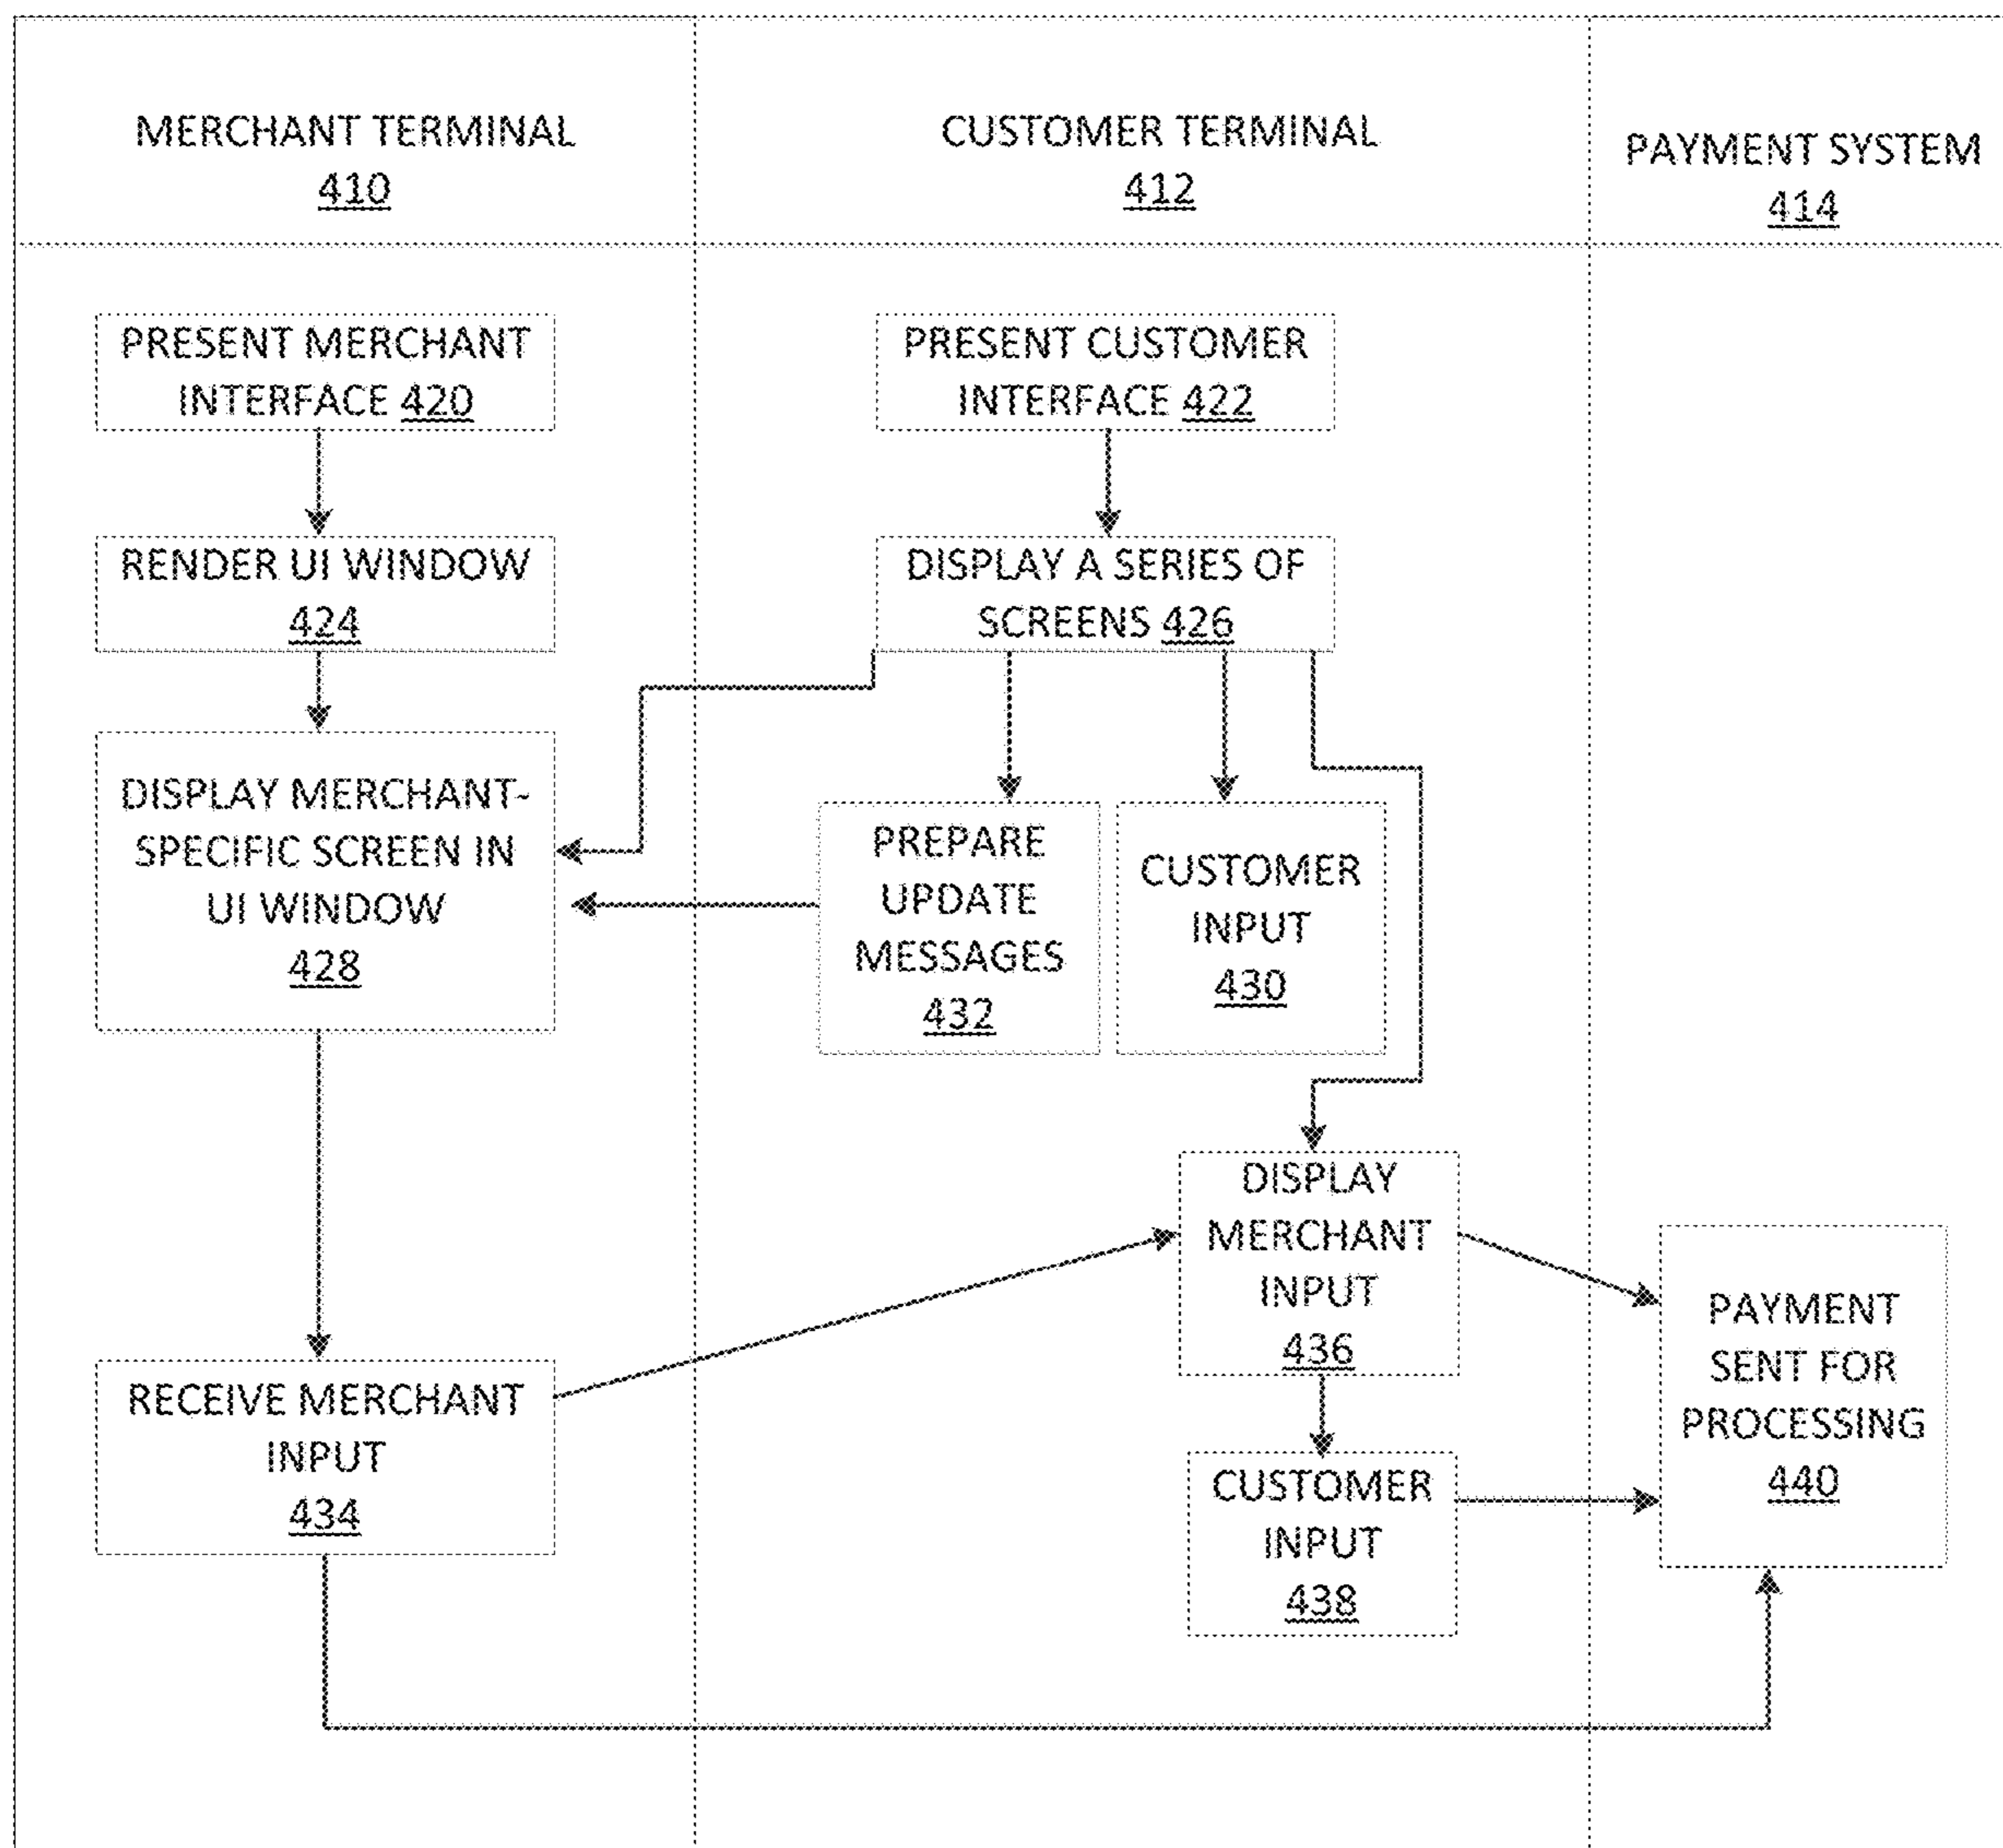 MERCHANT TERMINAL
410
CUSTOMER TERMINAL
412
PAYMENT SYSTEM
414
PRESENT MERCHANT
INTERFACE 420
PRESENT CUSTOMER
INTERFACE 422
RENDER UI WINDOW
424
DISPLAY A SERIES OF
SCREENS 426
DISPLAY MERCHANT-
SPECIFIC SCREEN IN
UI WINDOW
428
PREPARE
UPDATE
MESSAGES
432
CUSTOMER
INPUT
430
DISPLAY
MERCHANT
INPUT
436
RECEIVE MERCHANT
INPUT
434
CUSTOMER
INPUT
438
PAYMENT
SENT FOR
PROCESSING
440